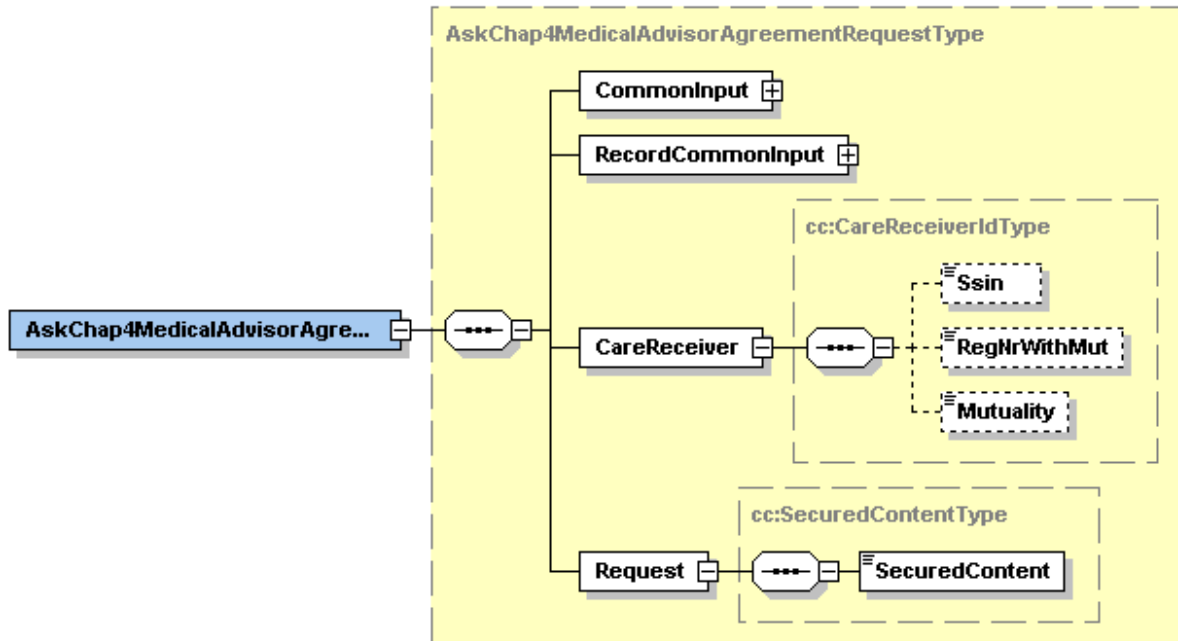 AskChap4MedicalAdvisorAgreementRequestType
CommonInput
RecordCommonInput
cc:CareReceiverIdType
Ssin
AskChap4MedicalAdvisorAgre...
CareReceiver
RegNrWithMut
Mutuality
cc:SecuredContentType
Request
SecuredContent